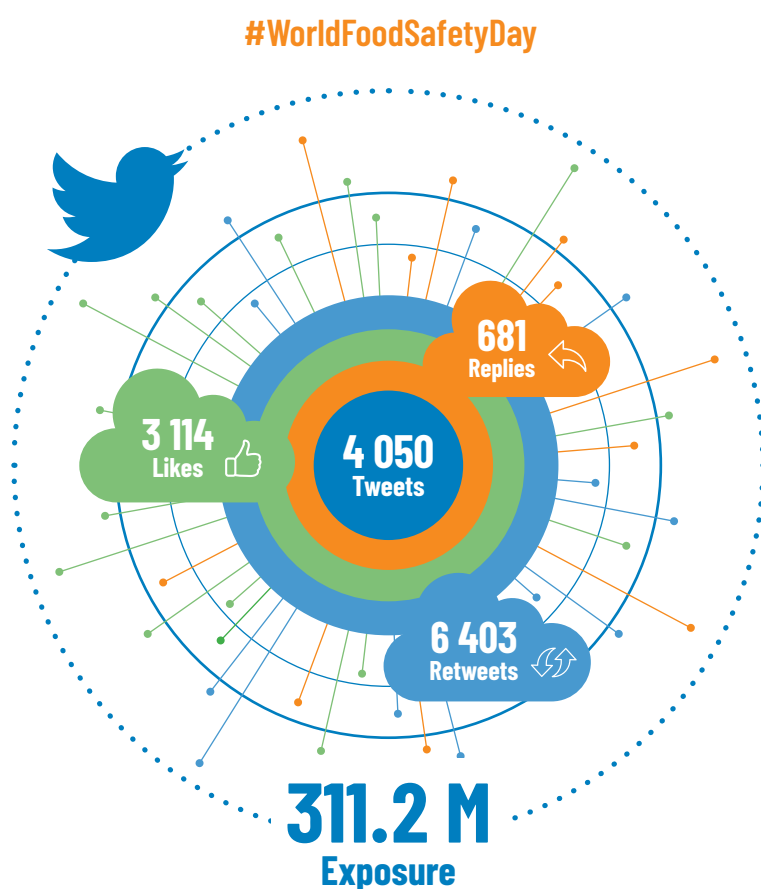 #WorldFoodSafetyDay
681
Replies
3 114
Likes
4 050
Tweets
6 403
Retweets
311.2 M
Exposure